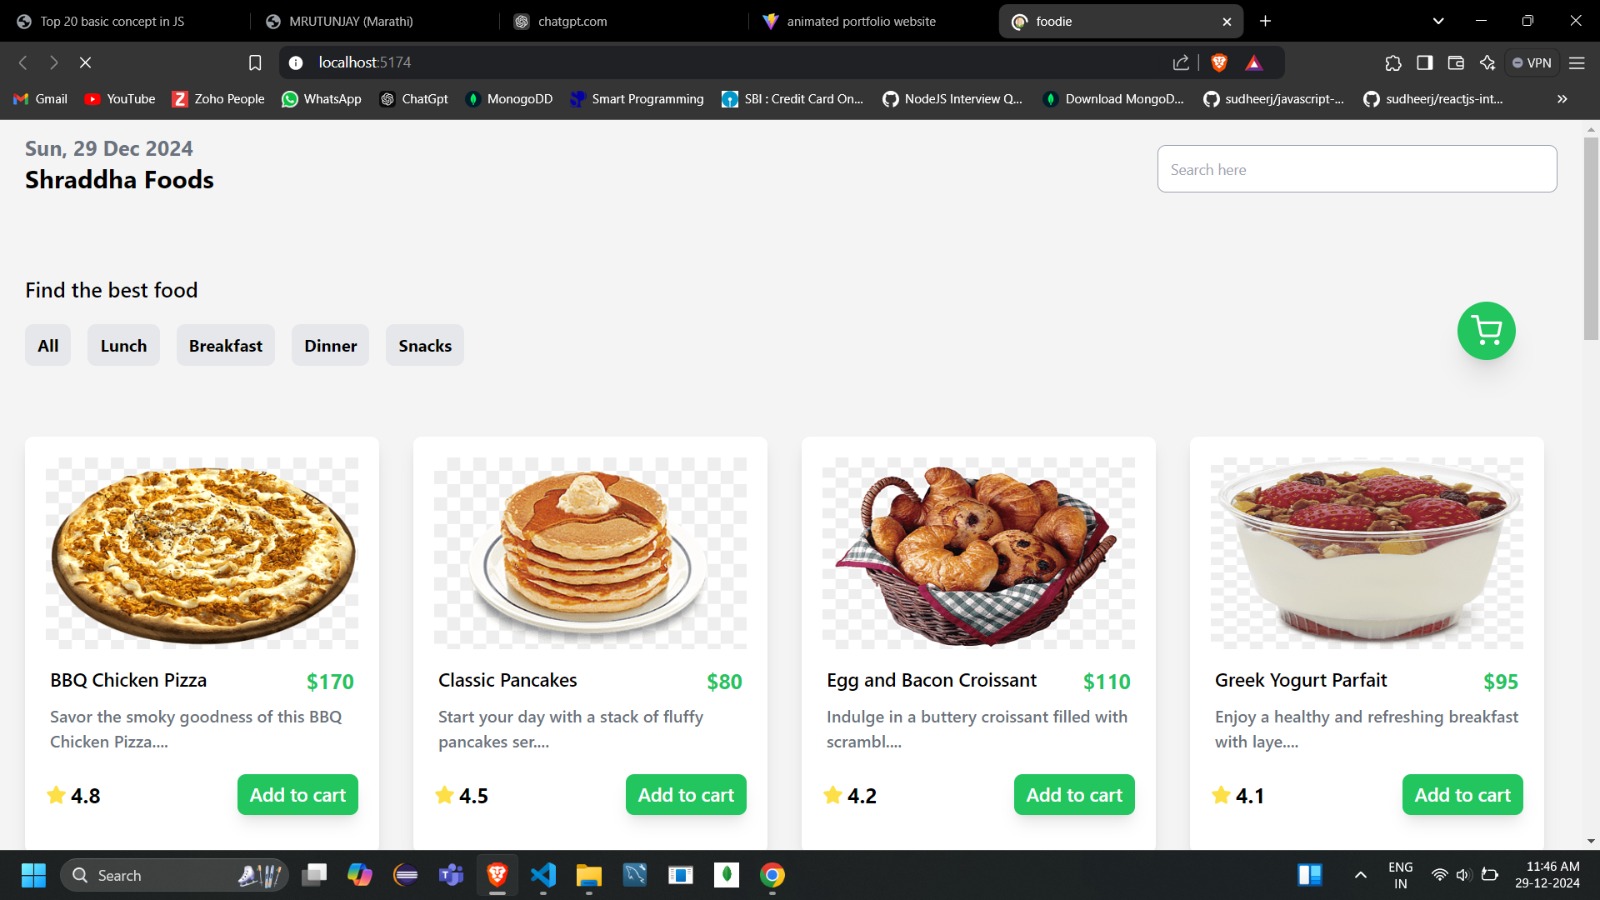 Top 20 basic concept in JS
MRUTUNJAY (Marathi)
chatgpt.com
animated portfolio website
foodie
localhost:5174
VPN
Gmail
YouTube
Zoho People
WhatsApp
ChatGpt
MonogoDD
Smart Programming
SBI : Credit Card On...
NodeJS Interview Q...
Download MongoD...
sudheerj/javascript-...
sudheerj/reactjs-int...
Sun, 29 Dec 2024
Shraddha Foods
Search here
Find the best food
All
Lunch
Breakfast
Dinner
Snacks
BBQ Chicken Pizza
$170
Savor the smoky goodness of this BBQ
Chicken Pizza....
4.8
Add to cart
Classic Pancakes
$80
Start your day with a stack of fluffy
pancakes ser....
4.5
Add to cart
Egg and Bacon Croissant
$110
Indulge in a buttery croissant filled with
scrambl....
4.2
Add to cart
Greek Yogurt Parfait
$95
Enjoy a healthy and refreshing breakfast
with laye....
4.1
Add to cart
Search
ENG
IN
11:46 AM
29-12-2024